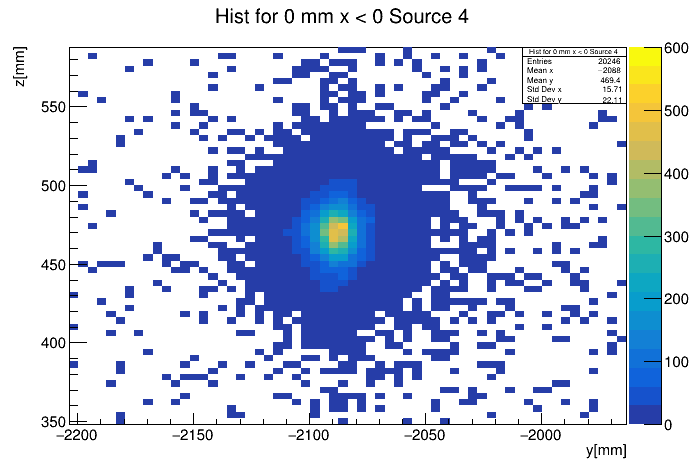 Hist for 0 mm x < 0 Source 4
z[mm]
Hist for 0 mm x < 0 Source 4
Entries 20246
Mean x −2088
Mean y 469.4
Std Dev x 15.71
Std Dev y 22.11
550
500
450
400
350
−2200 −2150 −2100 −2050 −2000
y[mm]
600
500
400
300
200
100
0